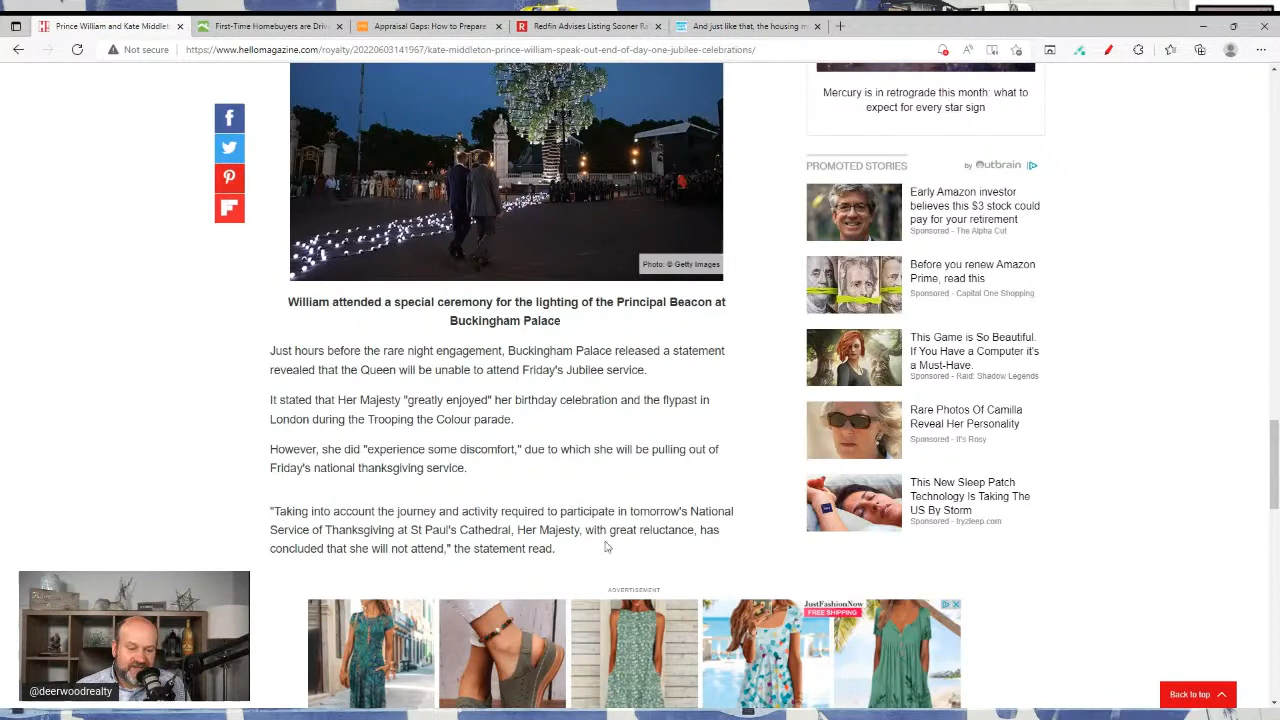 William and Kate Middlet
First-Time Homebuyers are Driv
Appraisal Gaps: How to Prepare
Redfin Advises Listing Sooner Ra
And just like that, the housing m
Not secure
https://www.hellomagazine.com/royalty/20220603141967/kate-middleton-prince-william-speak-out-end-of-day-one-jubilee-celebrations/
Photo: © Getty Images
William attended a special ceremony for the lighting of the Principal Beacon at
Buckingham Palace
Just hours before the rare night engagement, Buckingham Palace released a statement
revealed that the Queen will be unable to attend Friday's Jubilee service.
It stated that Her Majesty "greatly enjoyed" her birthday celebration and the flypast in
London during the Trooping the Colour parade.
However, she did "experience some discomfort," due to which she will be pulling out of
Friday's national thanksgiving service.
"Taking into account the journey and activity required to participate in tomorrow's National
Service of Thanksgiving at St Paul's Cathedral, Her Majesty, with great reluctance, has
concluded that she will not attend," the statement read.
Mercury is in retrograde this month: what to
expect for every star sign
PROMOTED STORIES
by Outbrain
Early Amazon investor
believes this $3 stock could
pay for your retirement
Sponsored - The Alpha Cut
Before you renew Amazon
Prime, read this
Sponsored - Capital One Shopping
This Game is So Beautiful.
If You Have a Computer it's
a Must-Have.
Sponsored - Raid: Shadow Legends
Rare Photos Of Camilla
Reveal Her Personality
Sponsored - It's Rosy
This New Sleep Patch
Technology Is Taking The
US By Storm
Sponsored - tryzleep.com
ADVERTISEMENT
JustFashionNow
FREE SHIPPING
@deerwoodrealty
Back to top